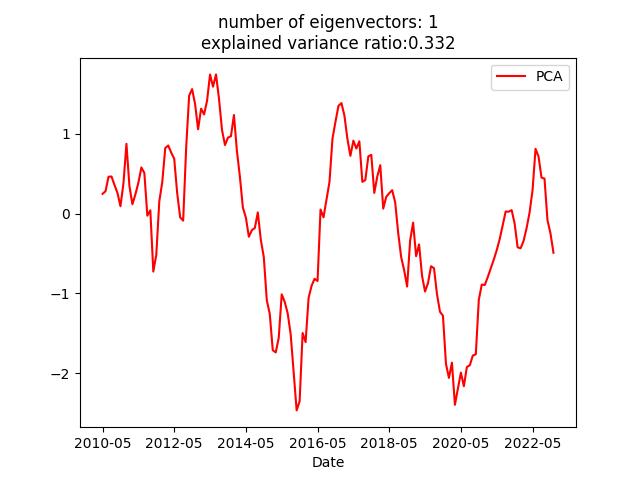 number of eigenvectors: 1
explained variance ratio:0.332
PCA
1
0
−1
−2
2010-05 2012-05 2014-05 2016-05 2018-05 2020-05 2022-05
Date